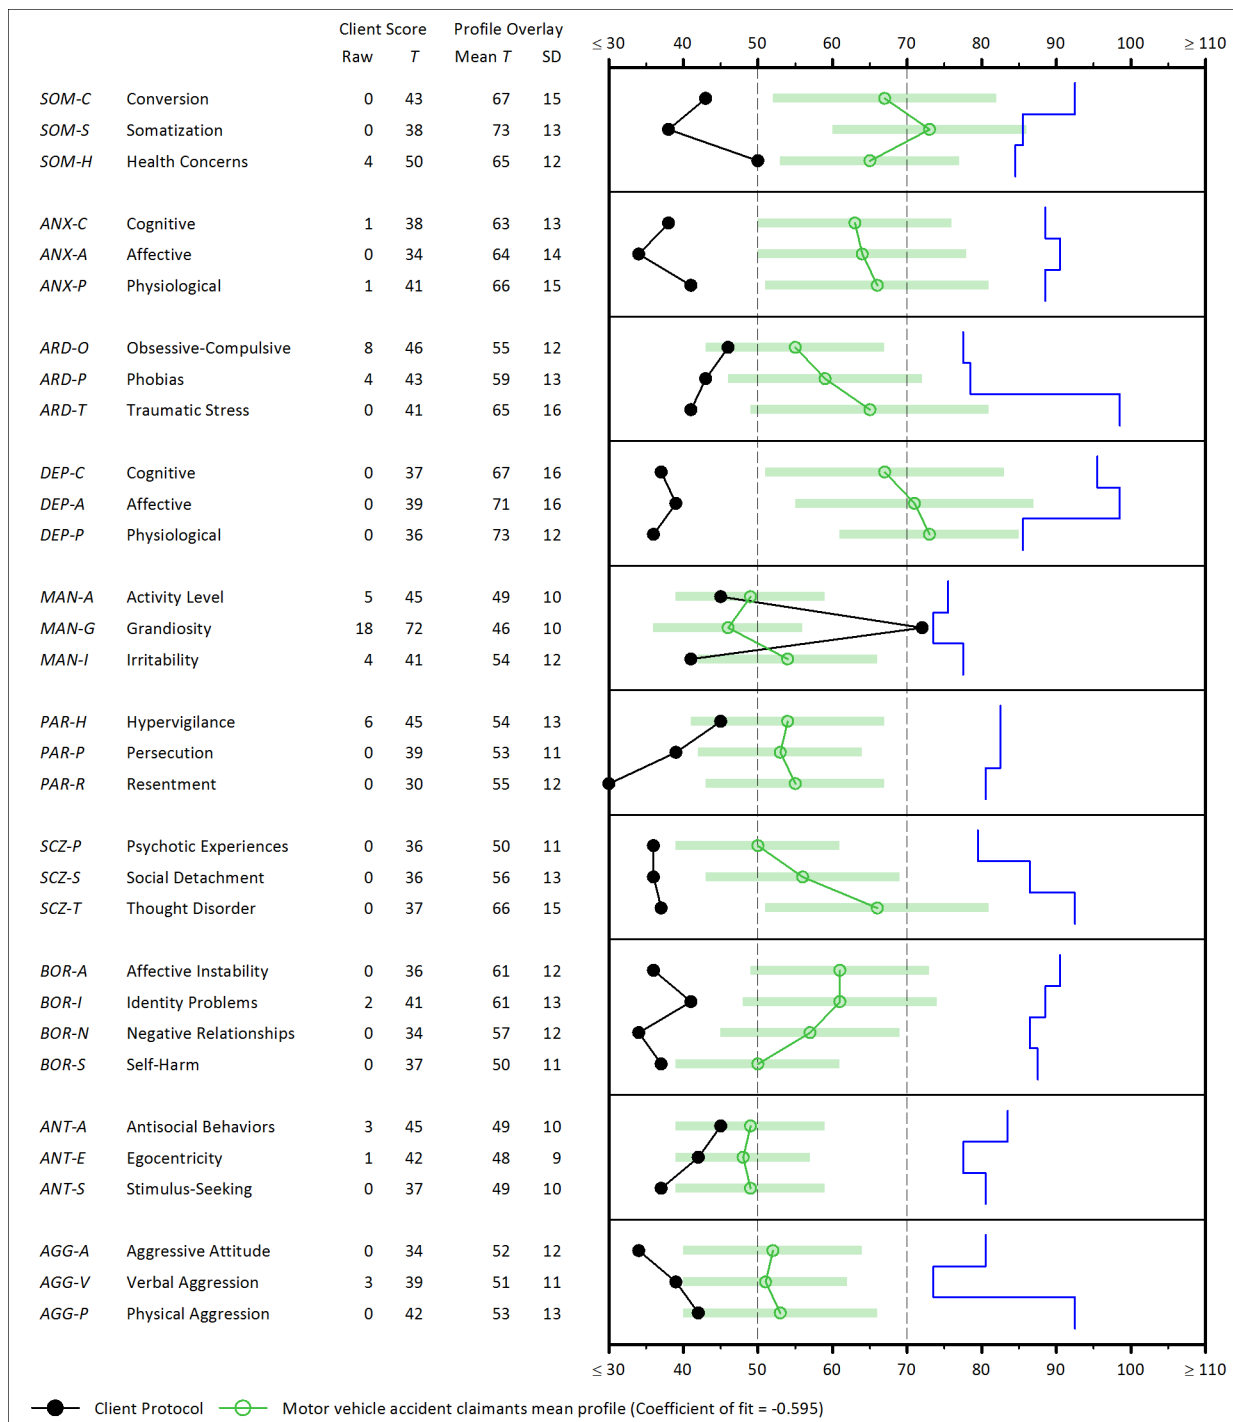 Client Score Profile Overlay
Raw T Mean T SD
≤ 30 40 50 60 70 80 90 100 ≥ 110
SOM-C Conversion 0 43 67 15
SOM-S Somatization 0 38 73 13
SOM-H Health Concerns 4 50 65 12
ANX-C Cognitive 1 38 63 13
ANX-A Affective 0 34 64 14
ANX-P Physiological 1 41 66 15
ARD-O Obsessive-Compulsive 8 46 55 12
ARD-P Phobias 4 43 59 13
ARD-T Traumatic Stress 0 41 65 16
DEP-C Cognitive 0 37 67 16
DEP-A Affective 0 39 71 16
DEP-P Physiological 0 36 73 12
MAN-A Activity Level 5 45 49 10
MAN-G Grandiosity 18 72 46 10
MAN-I Irritability 4 41 54 12
PAR-H Hypervigilance 6 45 54 13
PAR-P Persecution 0 39 53 11
PAR-R Resentment 0 30 55 12
SCZ-P Psychotic Experiences 0 36 50 11
SCZ-S Social Detachment 0 36 56 13
SCZ-T Thought Disorder 0 37 66 15
BOR-A Affective Instability 0 36 61 12
BOR-I Identity Problems 2 41 61 13
BOR-N Negative Relationships 0 34 57 12
BOR-S Self-Harm 0 37 50 11
ANT-A Antisocial Behaviors 3 45 49 10
ANT-E Egocentricity 1 42 48 9
ANT-S Stimulus-Seeking 0 37 49 10
AGG-A Aggressive Attitude 0 34 52 12
AGG-V Verbal Aggression 3 39 51 11
AGG-P Physical Aggression 0 42 53 13
≤ 30 40 50 60 70 80 90 100 ≥ 110
Client Protocol Motor vehicle accident claimants mean profile (Coefficient of fit = -0.595)